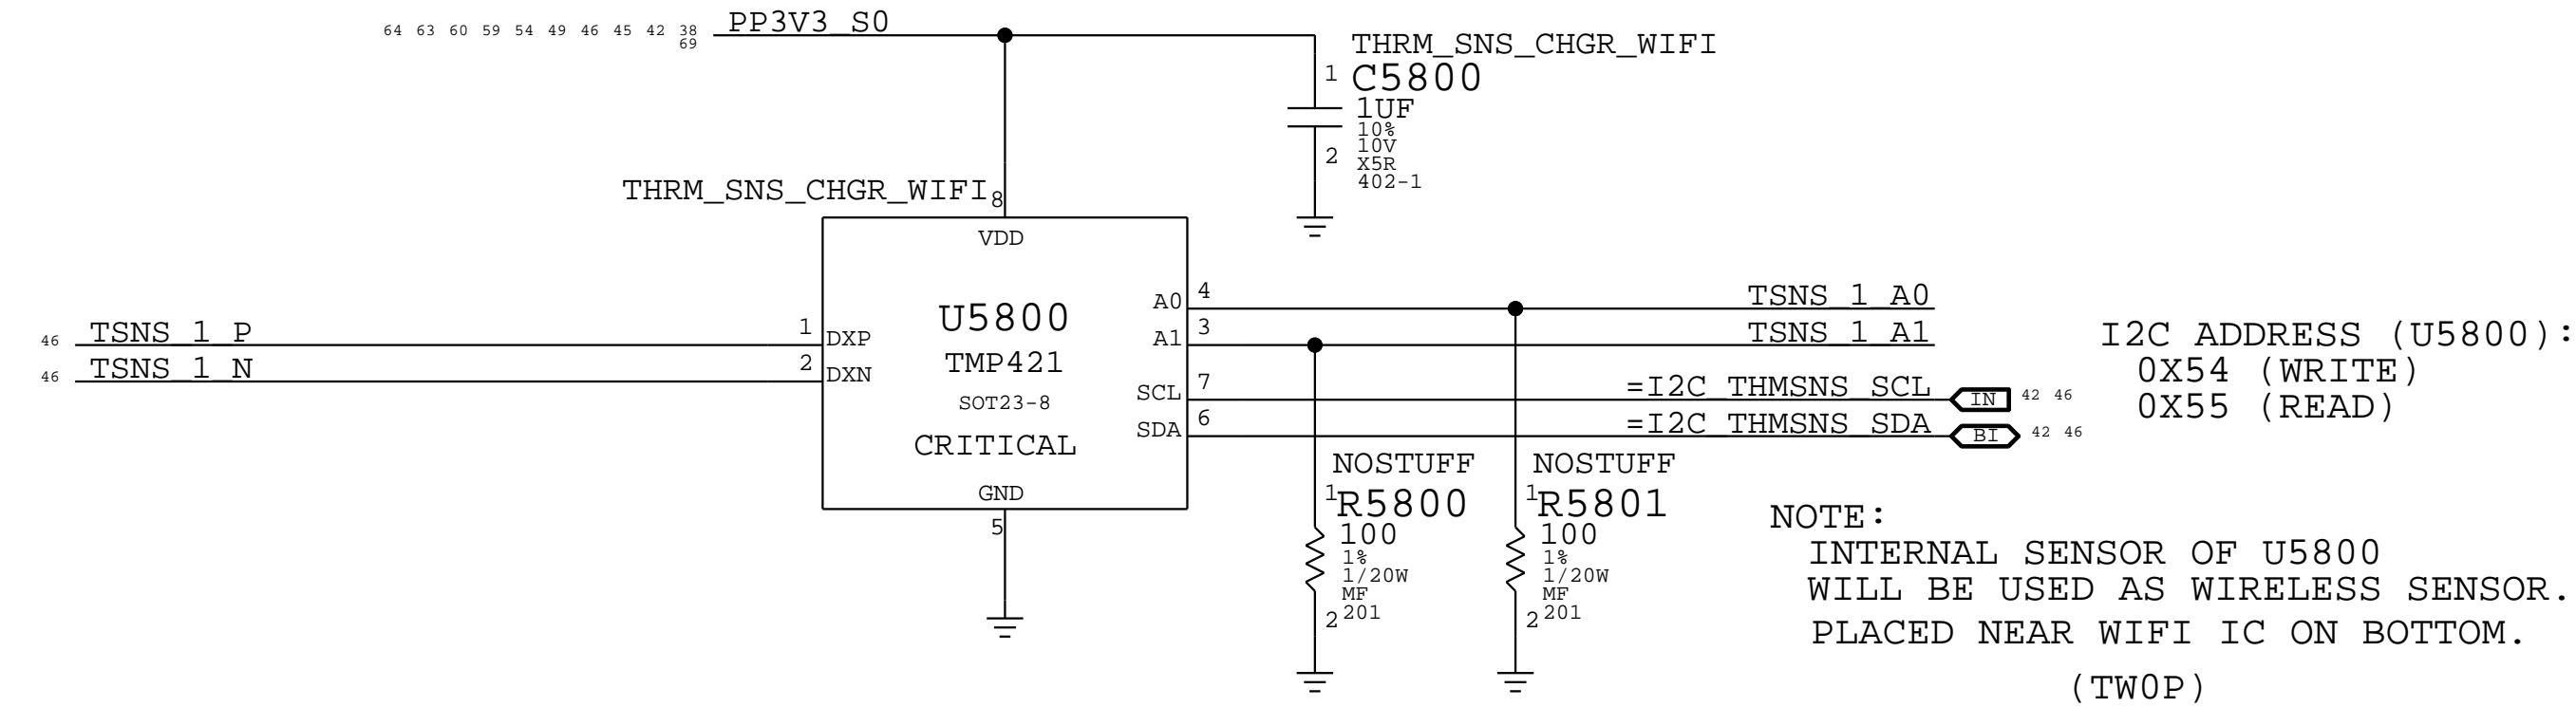 64 63 60 59 54 49 46 45 42 38
69
PP3V3_S0
THRM_SNS_CHGR_WIFI
1
C5800
1UF
10%
10V
X5R
402-1
2
THRM_SNS_CHGR_WIFI
8
VDD
U5800
TMP421
SOT23-8
CRITICAL
GND
5
46 TSNS_1_P 1 DXP
46 TSNS_1_N 2 DXN
A0 4 TSNS_1_A0
A1 3 TSNS_1_A1
SCL 7 =I2C_THMSNS_SCL IN 42 46
SDA 6 =I2C_THMSNS_SDA BI 42 46
I2C ADDRESS (U5800):
0X54 (WRITE)
0X55 (READ)
NOSTUFF
1
R5800
100
1%
1/20W
MF
201
2
NOSTUFF
1
R5801
100
1%
1/20W
MF
201
2
NOTE:
INTERNAL SENSOR OF U5800
WILL BE USED AS WIRELESS SENSOR.
PLACED NEAR WIFI IC ON BOTTOM.
(TW0P)